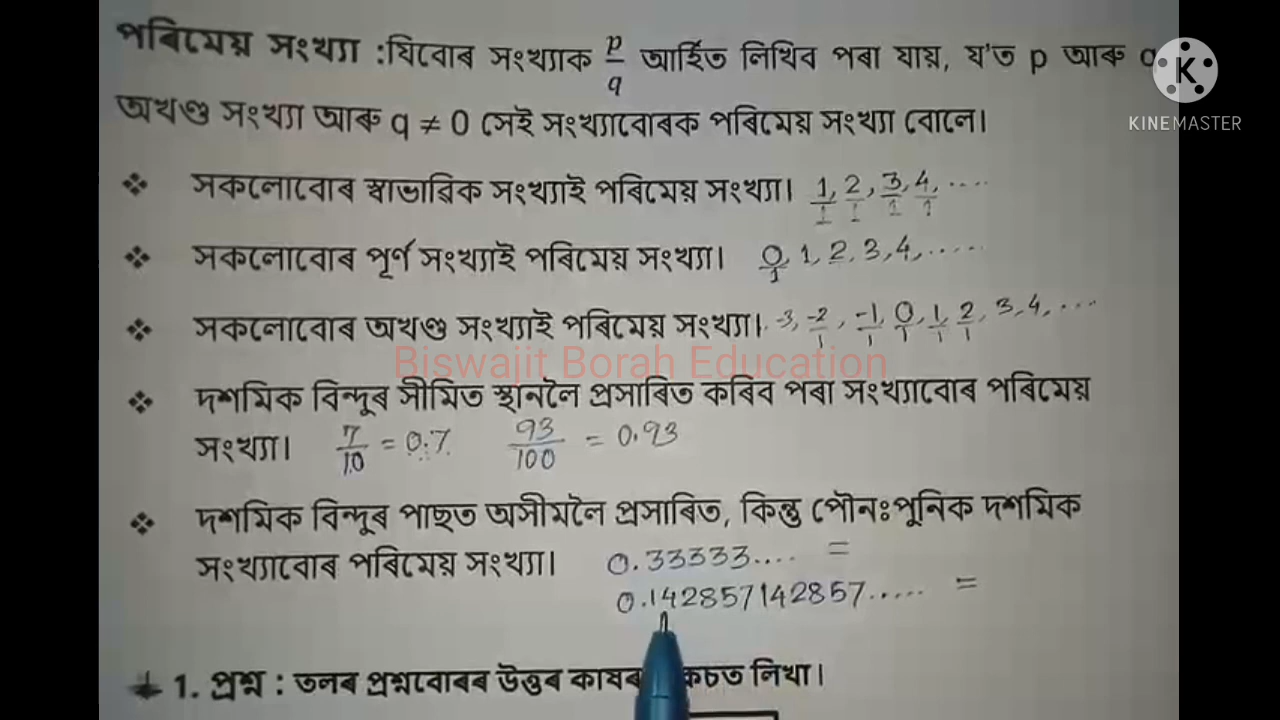 পৰিমেয় সংখ্যা :যিবোৰ সংখ্যাক p/q আৰ্হিত লিখিব পৰা যায়, য'ত p আৰু q
KINEMASTER
অখণ্ড সংখ্যা আৰু q ≠ 0 সেই সংখ্যাবোৰক পৰিমেয় সংখ্যা বোলে।
❖ সকলোবোৰ স্বাভাৱিক সংখ্যাই পৰিমেয় সংখ্যা। 1/1, 2/1, 3/1, 4/1, ....
❖ সকলোবোৰ পূৰ্ণ সংখ্যাই পৰিমেয় সংখ্যা। 0/1, 1, 2, 3, 4, .....
❖ সকলোবোৰ অখণ্ড সংখ্যাই পৰিমেয় সংখ্যা। -3, -2/1, -1/1, 0/1, 1/1, 2/1, 3, 4, ...
Biswajit Borah Education
❖ দশমিক বিন্দুৰ সীমিত স্থানলৈ প্ৰসাৰিত কৰিব পৰা সংখ্যাবোৰ পৰিমেয়
সংখ্যা। 7/10 = 0.7 93/100 = 0.93
❖ দশমিক বিন্দুৰ পাছত অসীমলৈ প্ৰসাৰিত, কিন্তু পৌনঃপুনিক দশমিক
সংখ্যাবোৰ পৰিমেয় সংখ্যা। 0.33333.... =
0.142857142857..... =
1. প্ৰশ্ন : তলৰ প্ৰশ্নবোৰৰ উত্তৰ কাষৰ লিখা।